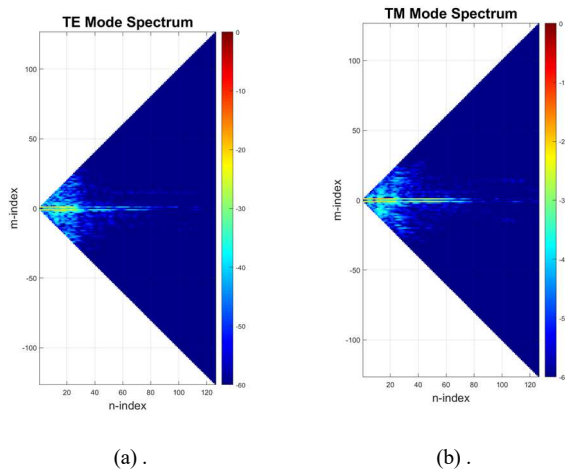 TE Mode Spectrum
m-index
100
50
0
-50
-100
20 40 60 80 100 120
n-index
0
-10
-20
-30
-40
-50
-60
(a) .
TM Mode Spectrum
m-index
100
50
0
-50
-100
20 40 60 80 100 120
n-index
0
-1
-2
-3
-4
-5
-6
(b) .